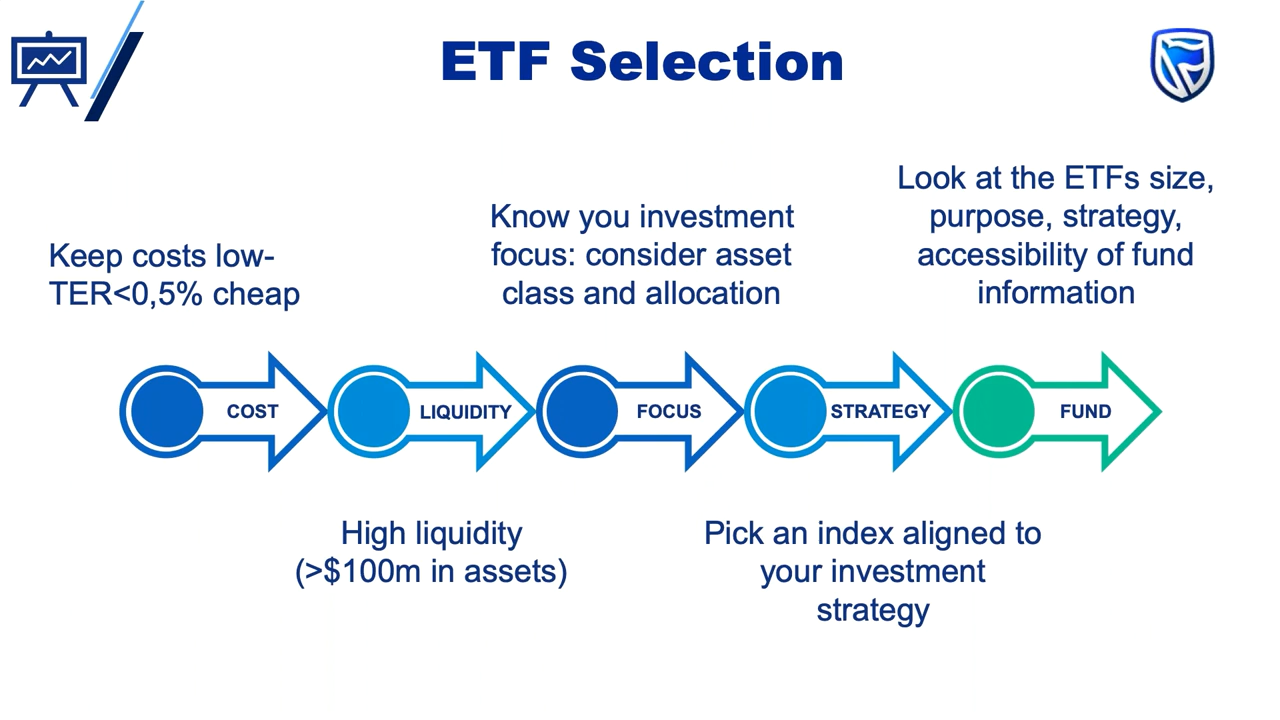 ETF Selection
Keep costs low-
TER<0,5% cheap
Know you investment
focus: consider asset
class and allocation
Look at the ETFs size,
purpose, strategy,
accessibility of fund
information
COST
LIQUIDITY
FOCUS
STRATEGY
FUND
High liquidity
(>$100m in assets)
Pick an index aligned to
your investment
strategy